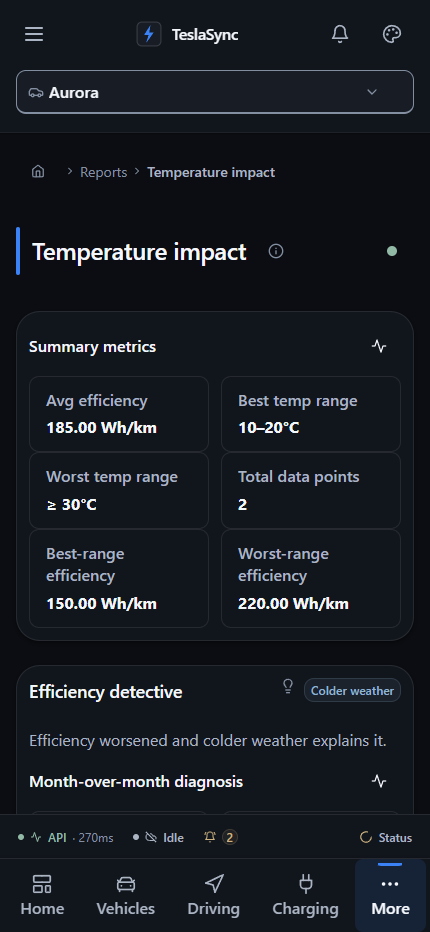 TeslaSync
Aurora
Reports
Temperature impact
Temperature impact
Summary metrics
Avg efficiency
185.00 Wh/km
Best temp range
10–20°C
Worst temp range
≥ 30°C
Total data points
2
Best-range
efficiency
150.00 Wh/km
Worst-range
efficiency
220.00 Wh/km
Efficiency detective
Colder weather
Efficiency worsened and colder weather explains it.
Month-over-month diagnosis
API · 270ms
Idle
2
Status
Home
Vehicles
Driving
Charging
More